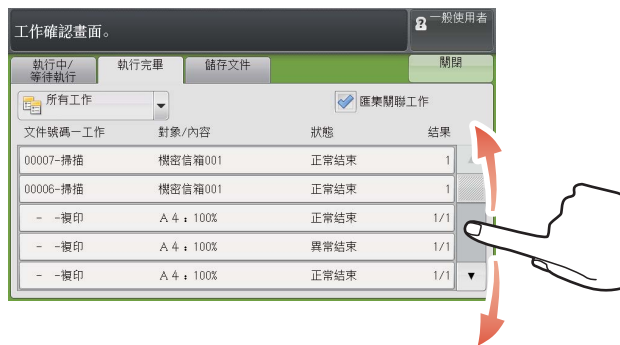 工作確認畫面。
一般使用者
執行中/
等待執行
執行完畢
儲存文件
關閉
所有工作
匯集關聯工作
文件號碼－工作 對象/內容 狀態 結果
00007-掃描 機密信箱001 正常結束 1
00006-掃描 機密信箱001 正常結束 1
- -複印 A4：100% 正常結束 1/1
- -複印 A4：100% 異常結束 1/1
- -複印 A4：100% 正常結束 1/1